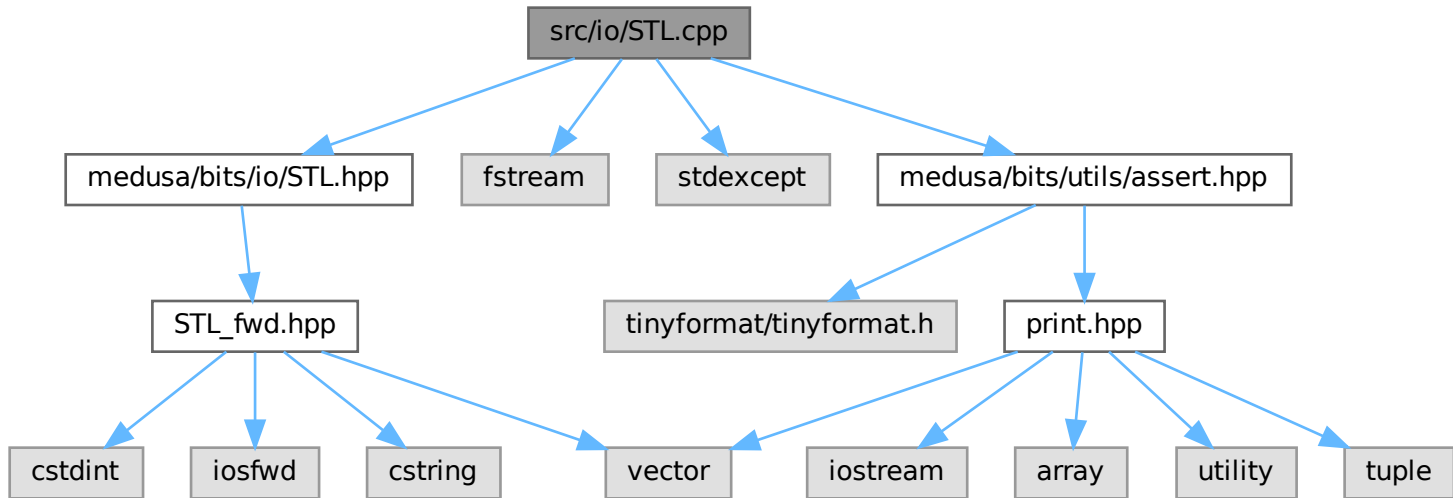 src/io/STL.cpp
medusa/bits/io/STL.hpp
fstream
stdexcept
medusa/bits/utils/assert.hpp
STL_fwd.hpp
tinyformat/tinyformat.h
print.hpp
cstdint
iosfwd
cstring
vector
iostream
array
utility
tuple